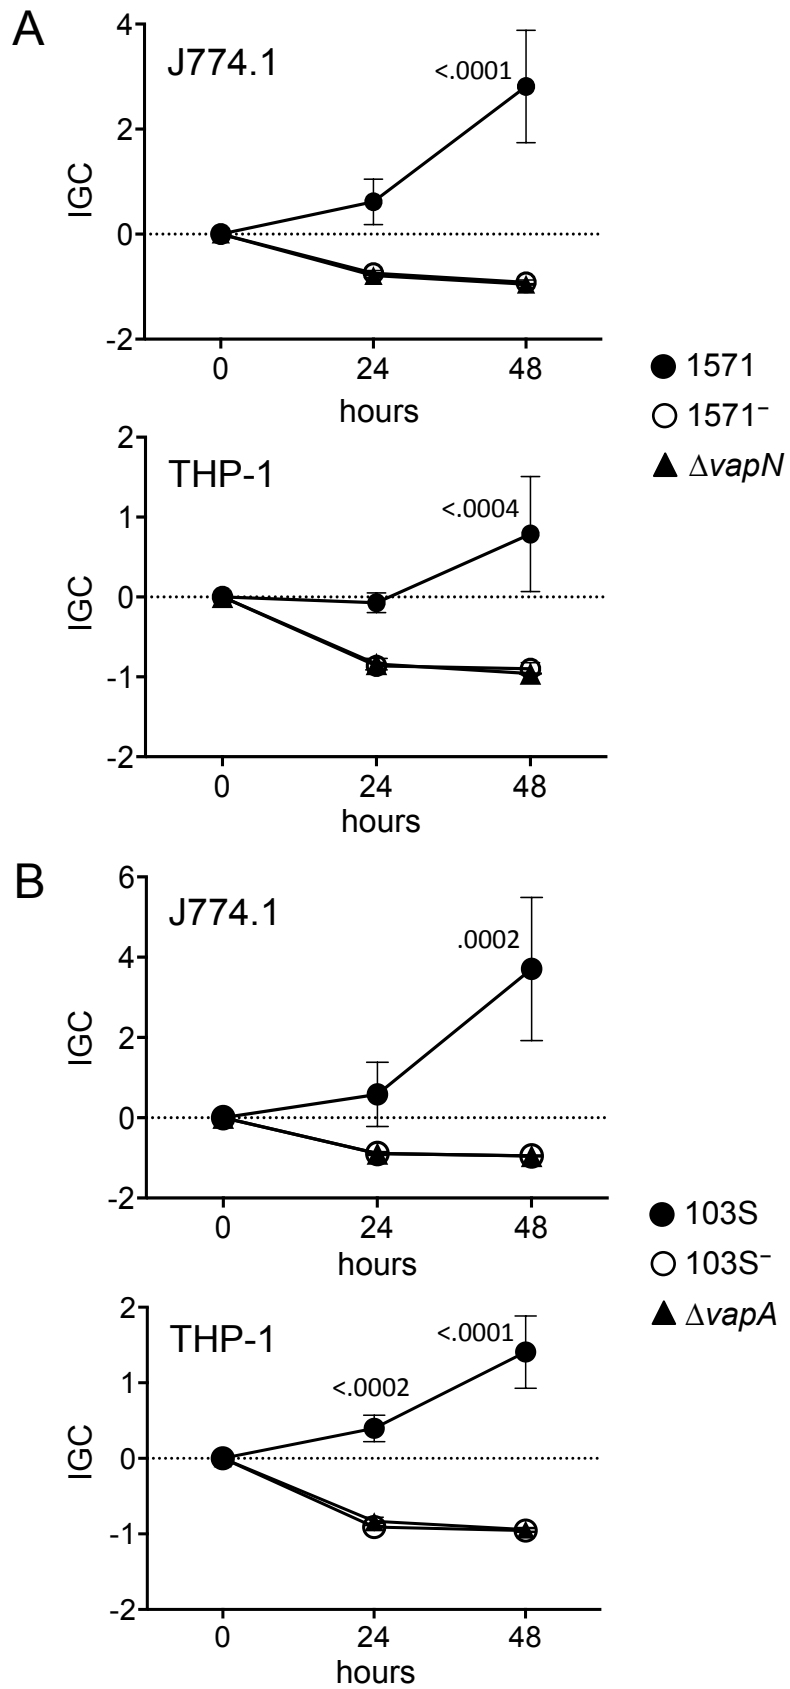 A
J774.1
IGC
4
2
0
-2
<.0001
0 24 48
hours
1571
1571⁻
ΔvapN
THP-1
IGC
2
1
0
-1
-2
<.0004
0 24 48
hours
B
J774.1
IGC
6
4
2
0
-2
.0002
0 24 48
hours
103S
103S⁻
ΔvapA
THP-1
IGC
2
1
0
-1
-2
<.0001
<.0002
0 24 48
hours